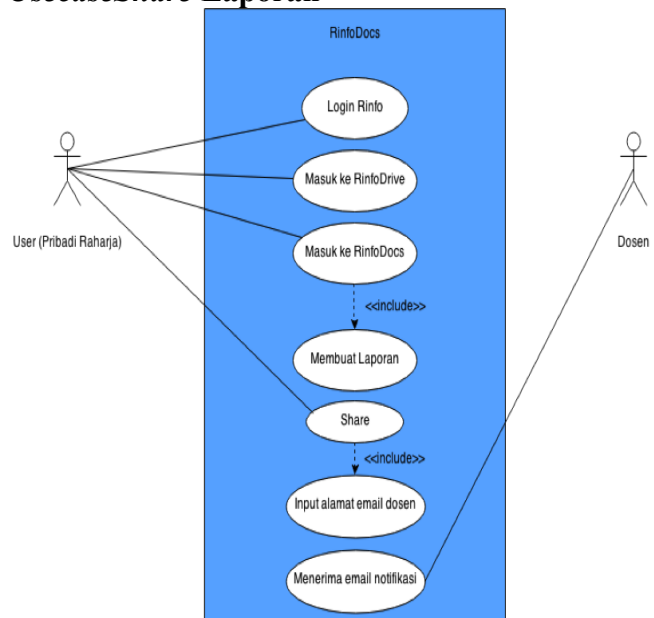 Usecase Share Laporan
RinfoDocs
Login Rinfo
Masuk ke RinfoDrive
User (Pribadi Raharja)
Dosen
Masuk ke RinfoDocs
<<include>>
Membuat Laporan
Share
<<include>>
Input alamat email dosen
Menerima email notifikasi